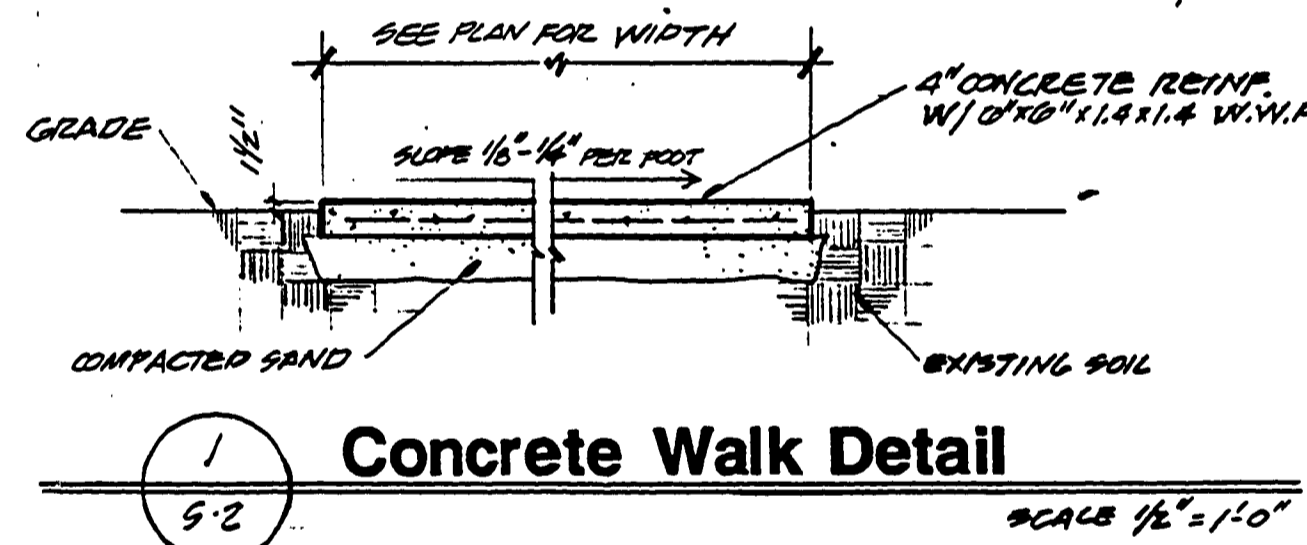 SEE PLAN FOR WIDTH
4" CONCRETE REINF.
W/ 6"X6"X1.4X1.4 W.W.F
GRADE
1½"
SLOPE 1/8"-1/4" PER FOOT
COMPACTED SAND
EXISTING SOIL
1
S-2
Concrete Walk Detail
SCALE 1/2"=1'-0"